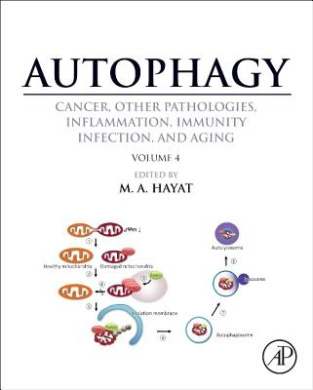 AUTOPHAGY
CANCER, OTHER PATHOLOGIES,
INFLAMMATION, IMMUNITY
INFECTION, AND AGING
VOLUME 4
EDITED BY
M. A. HAYAT
Healthy mitochondria
Damaged mitochondria
Isolation membrane
Autophagosome
Lysosome
Autolysosome
AP